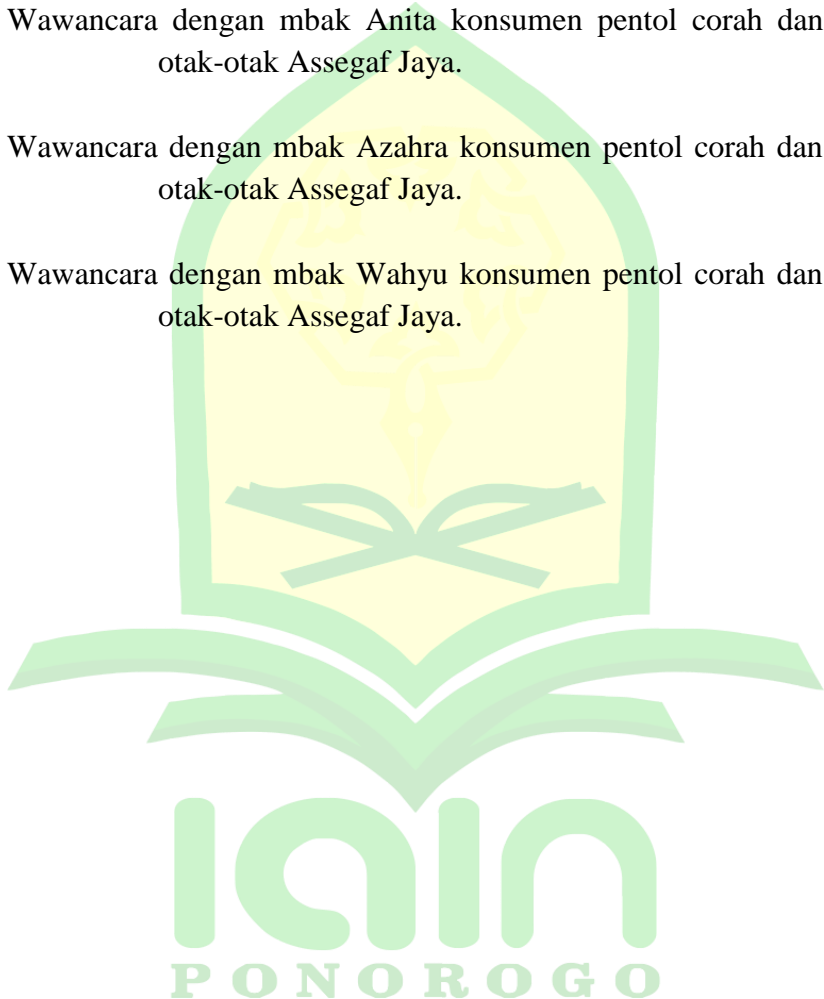 Wawancara dengan mbak Anita konsumen pentol corah dan
otak-otak Assegaf Jaya.
Wawancara dengan mbak Azahra konsumen pentol corah dan
otak-otak Assegaf Jaya.
Wawancara dengan mbak Wahyu konsumen pentol corah dan
otak-otak Assegaf Jaya.
iain
PONOROGO